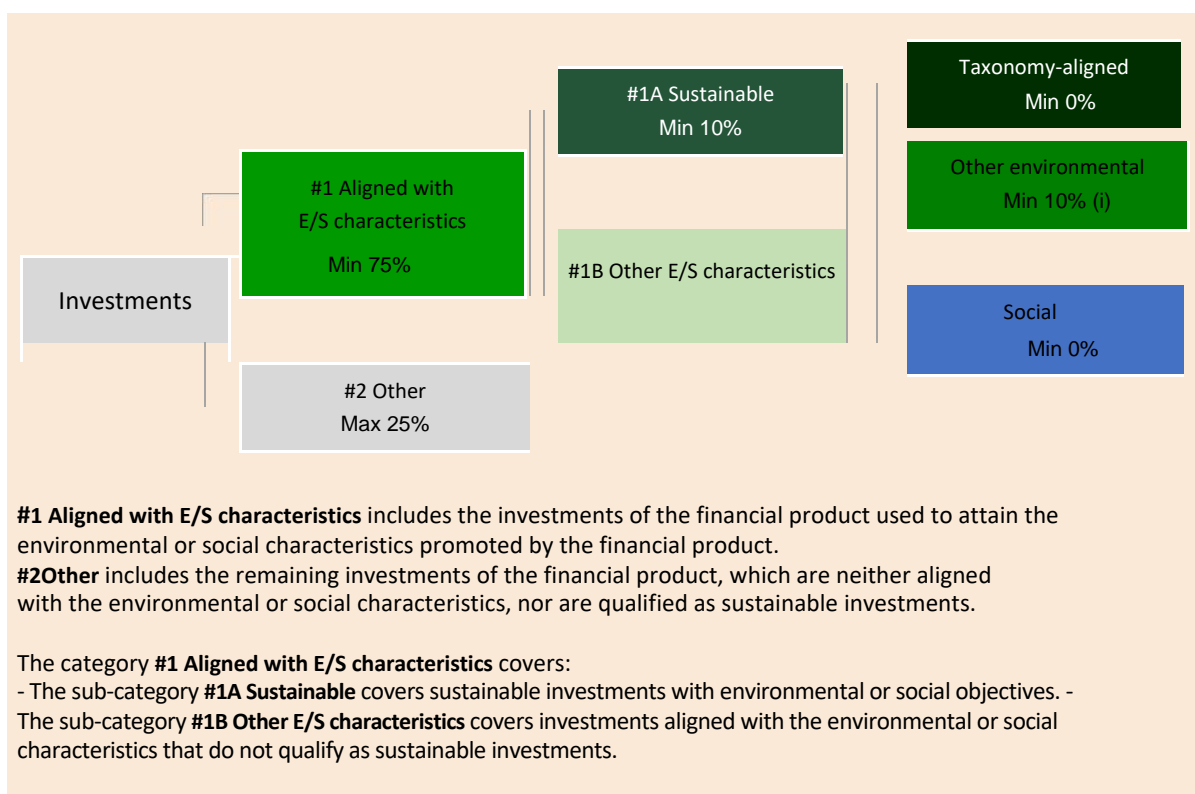 Investments
#1 Aligned with
E/S characteristics
Min 75%
#2 Other
Max 25%
#1A Sustainable
Min 10%
#1B Other E/S characteristics
Taxonomy-aligned
Min 0%
Other environmental
Min 10% (i)
Social
Min 0%
#1 Aligned with E/S characteristics includes the investments of the financial product used to attain the
environmental or social characteristics promoted by the financial product.
#2Other includes the remaining investments of the financial product, which are neither aligned
with the environmental or social characteristics, nor are qualified as sustainable investments.
The category #1 Aligned with E/S characteristics covers:
- The sub-category #1A Sustainable covers sustainable investments with environmental or social objectives. -
The sub-category #1B Other E/S characteristics covers investments aligned with the environmental or social
characteristics that do not qualify as sustainable investments.